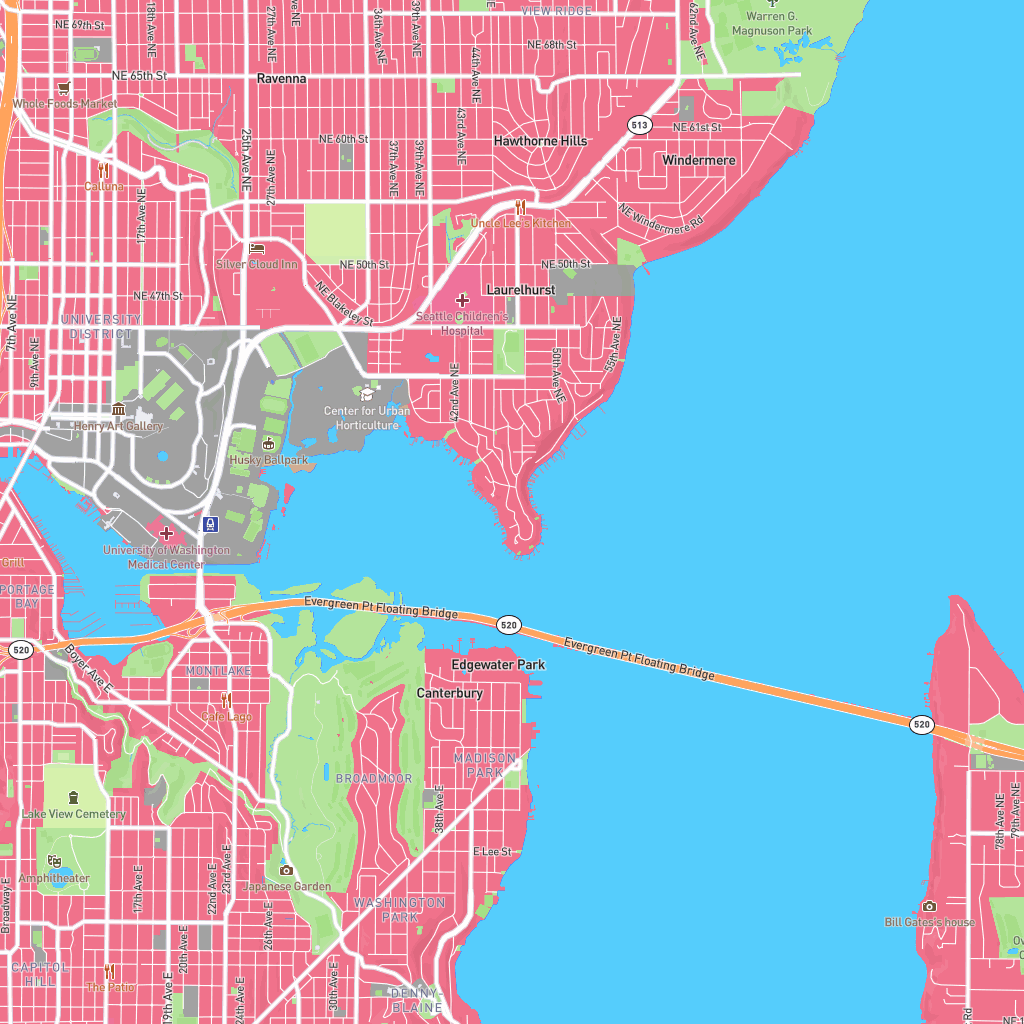 VIEW RIDGE
Warren G.
Magnuson Park
NE 69th St
18th Ave NE
27th Ave NE
36th Ave NE
39th Ave NE
44th Ave NE
62nd Ave NE
NE 68th St
NE 65th St
Ravenna
Whole Foods Market
513
NE 61st St
NE 60th St
25th Ave NE
43rd Ave NE
Hawthorne Hills
Windermere
37th Ave NE
39th Ave NE
27th Ave NE
17th Ave NE
Calluna
Uncle Lee's Kitchen
NE Windermere Rd
Silver Cloud Inn
NE 50th St
NE 50th St
NE 47th St
NE Blakeley St
Laurelhurst
Seattle Children's
Hospital
7th Ave NE
9th Ave NE
UNIVERSITY
DISTRICT
55th Ave NE
50th Ave NE
42nd Ave NE
Center for Urban
Horticulture
Henry Art Gallery
Husky Ballpark
University of Washington
Medical Center
Grill
PORTAGE
BAY
Evergreen Pt Floating Bridge
520
Evergreen Pt Floating Bridge
520
520
Boyer Ave E
MONTLAKE
Edgewater Park
Canterbury
Cafe Lago
BROADMOOR
MADISON
PARK
Lake View Cemetery
38th Ave E
78th Ave NE
79th Ave NE
E Lee St
Amphitheater
Japanese Garden
17th Ave E
22nd Ave E
23rd Ave E
Broadway E
WASHINGTON
PARK
Bill Gates's house
26th Ave E
20th Ave E
CAPITOL
HILL
The Patio
19th Ave E
24th Ave E
30th Ave E
DENNY
BLAINE
Rd